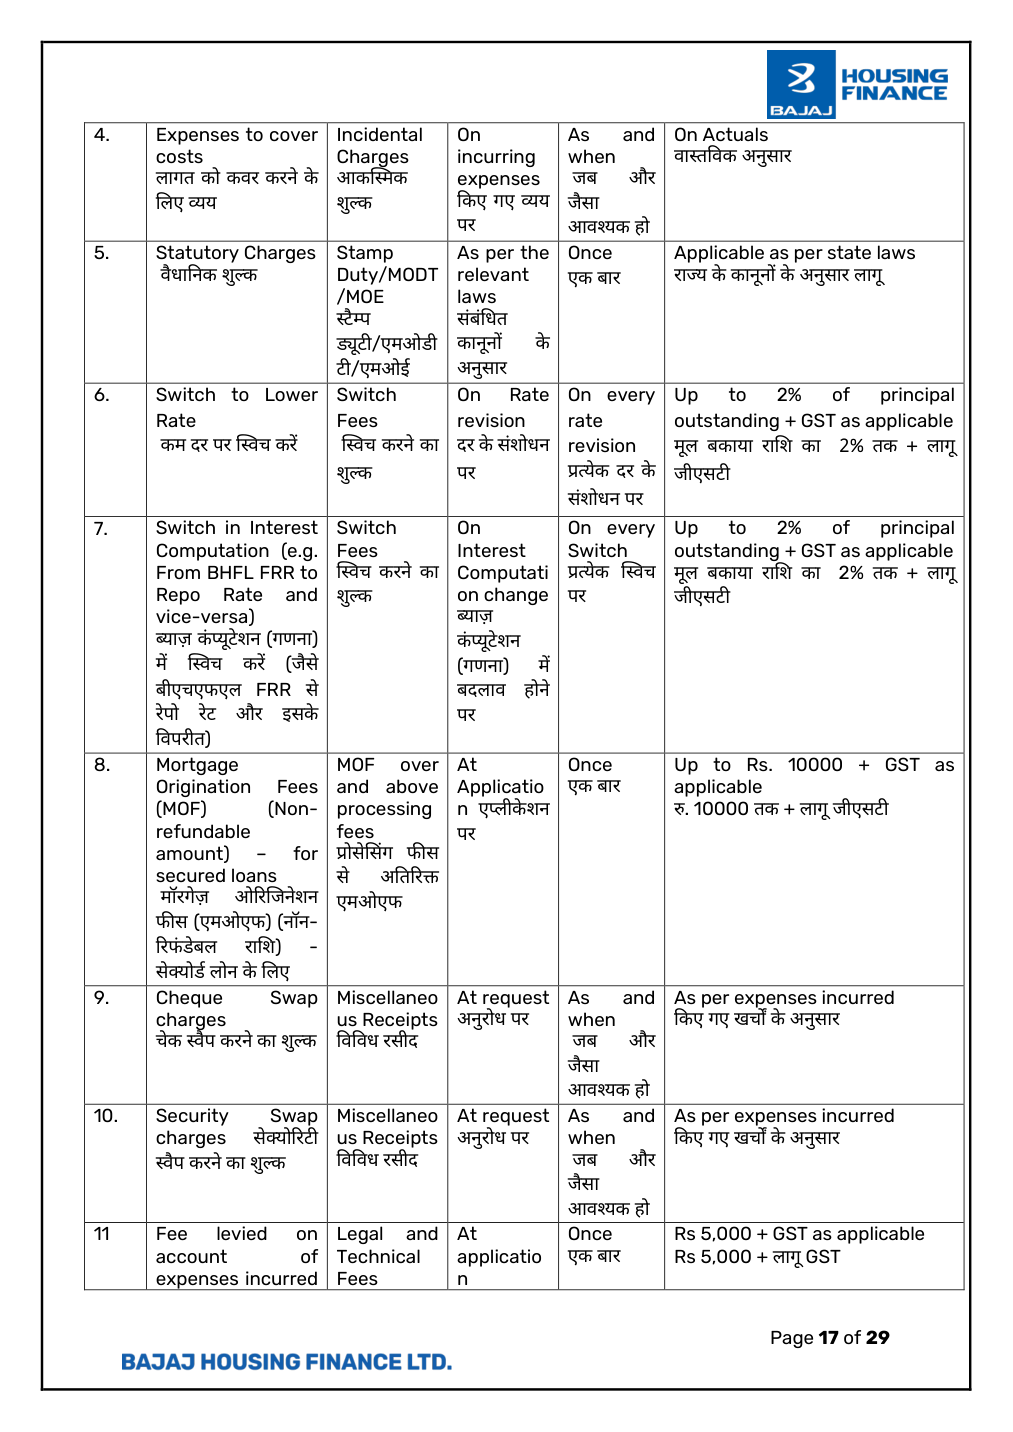 BAJAJ
HOUSING
FINANCE
4.
Expenses to cover
costs
लागत को कवर करने के
लिए व्यय
Incidental
Charges
आकस्मिक
शुल्क
On
incurring
expenses
किए गए व्यय
पर
As and
when
जब और
जैसा
आवश्यक हो
On Actuals
वास्तविक अनुसार
5.
Statutory Charges
वैधानिक शुल्क
Stamp
Duty/MODT
/MOE
स्टैम्प
ड्यूटी/एमओडी
टी/एमओई
As per the
relevant
laws
संबंधित
कानूनों के
अनुसार
Once
एक बार
Applicable as per state laws
राज्य के कानूनों के अनुसार लागू
6.
Switch to Lower
Rate
कम दर पर स्विच करें
Switch
Fees
स्विच करने का
शुल्क
On Rate
revision
दर के संशोधन
पर
On every
rate
revision
प्रत्येक दर के
संशोधन पर
Up to 2% of principal
outstanding + GST as applicable
मूल बकाया राशि का 2% तक + लागू
जीएसटी
7.
Switch in Interest
Computation (e.g.
From BHFL FRR to
Repo Rate and
vice-versa)
ब्याज़ कंप्यूटेशन (गणना)
में स्विच करें (जैसे
बीएचएफएल FRR से
रेपो रेट और इसके
विपरीत)
Switch
Fees
स्विच करने का
शुल्क
On
Interest
Computati
on change
ब्याज़
कंप्यूटेशन
(गणना) में
बदलाव होने
पर
On every
Switch
प्रत्येक स्विच
पर
Up to 2% of principal
outstanding + GST as applicable
मूल बकाया राशि का 2% तक + लागू
जीएसटी
8.
Mortgage
Origination Fees
(MOF) (Non-
refundable
amount) – for
secured loans
मॉरगेज़ ओरिजिनेशन
फीस (एमओएफ) (नॉन-
रिफंडेबल राशि) -
सेक्योर्ड लोन के लिए
MOF over
and above
processing
fees
प्रोसेसिंग फीस
से अतिरिक्त
एमओएफ
At
Applicatio
n एप्लीकेशन
पर
Once
एक बार
Up to Rs. 10000 + GST as
applicable
रु. 10000 तक + लागू जीएसटी
9.
Cheque Swap
charges
चेक स्वैप करने का शुल्क
Miscellaneo
us Receipts
विविध रसीद
At request
अनुरोध पर
As and
when
जब और
जैसा
आवश्यक हो
As per expenses incurred
किए गए खर्चों के अनुसार
10.
Security Swap
charges सेक्योरिटी
स्वैप करने का शुल्क
Miscellaneo
us Receipts
विविध रसीद
At request
अनुरोध पर
As and
when
जब और
जैसा
आवश्यक हो
As per expenses incurred
किए गए खर्चों के अनुसार
11
Fee levied on
account of
expenses incurred
Legal and
Technical
Fees
At
applicatio
n
Once
एक बार
Rs 5,000 + GST as applicable
Rs 5,000 + लागू GST
Page 17 of 29
BAJAJ HOUSING FINANCE LTD.